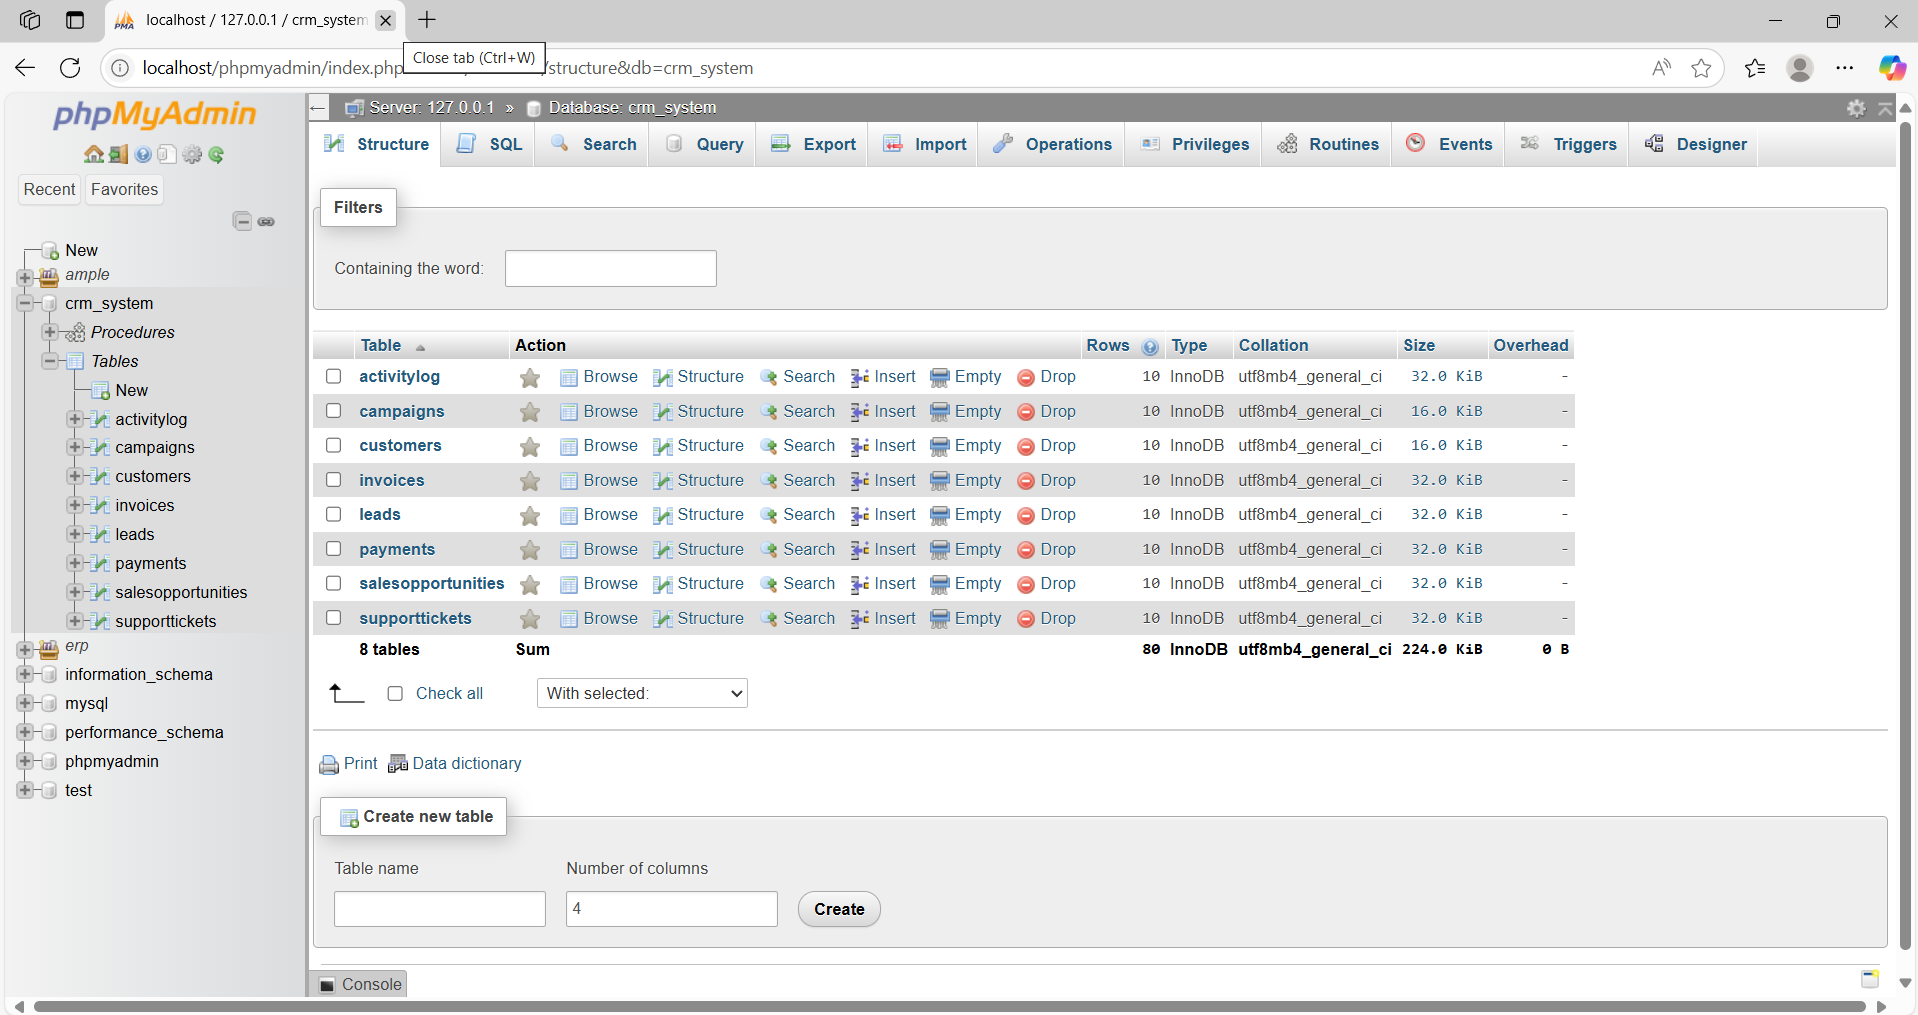 localhost / 127.0.0.1 / crm_system
Close tab (Ctrl+W)
localhost/phpmyadmin/index.php /structure&db=crm_system
phpMyAdmin
Recent Favorites
New
ample
crm_system
Procedures
Tables
New
activitylog
campaigns
customers
invoices
leads
payments
salesopportunities
supporttickets
erp
information_schema
mysql
performance_schema
phpmyadmin
test
Server: 127.0.0.1 » Database: crm_system
Structure SQL Search Query Export Import Operations Privileges Routines Events Triggers Designer
Filters
Containing the word:
Table Action Rows Type Collation Size Overhead
activitylog Browse Structure Search Insert Empty Drop 10 InnoDB utf8mb4_general_ci 32.0 KiB -
campaigns Browse Structure Search Insert Empty Drop 10 InnoDB utf8mb4_general_ci 16.0 KiB -
customers Browse Structure Search Insert Empty Drop 10 InnoDB utf8mb4_general_ci 16.0 KiB -
invoices Browse Structure Search Insert Empty Drop 10 InnoDB utf8mb4_general_ci 32.0 KiB -
leads Browse Structure Search Insert Empty Drop 10 InnoDB utf8mb4_general_ci 32.0 KiB -
payments Browse Structure Search Insert Empty Drop 10 InnoDB utf8mb4_general_ci 32.0 KiB -
salesopportunities Browse Structure Search Insert Empty Drop 10 InnoDB utf8mb4_general_ci 32.0 KiB -
supporttickets Browse Structure Search Insert Empty Drop 10 InnoDB utf8mb4_general_ci 32.0 KiB -
8 tables Sum 80 InnoDB utf8mb4_general_ci 224.0 KiB 0 B
Check all With selected:
Print Data dictionary
Create new table
Table name Number of columns
4 Create
Console